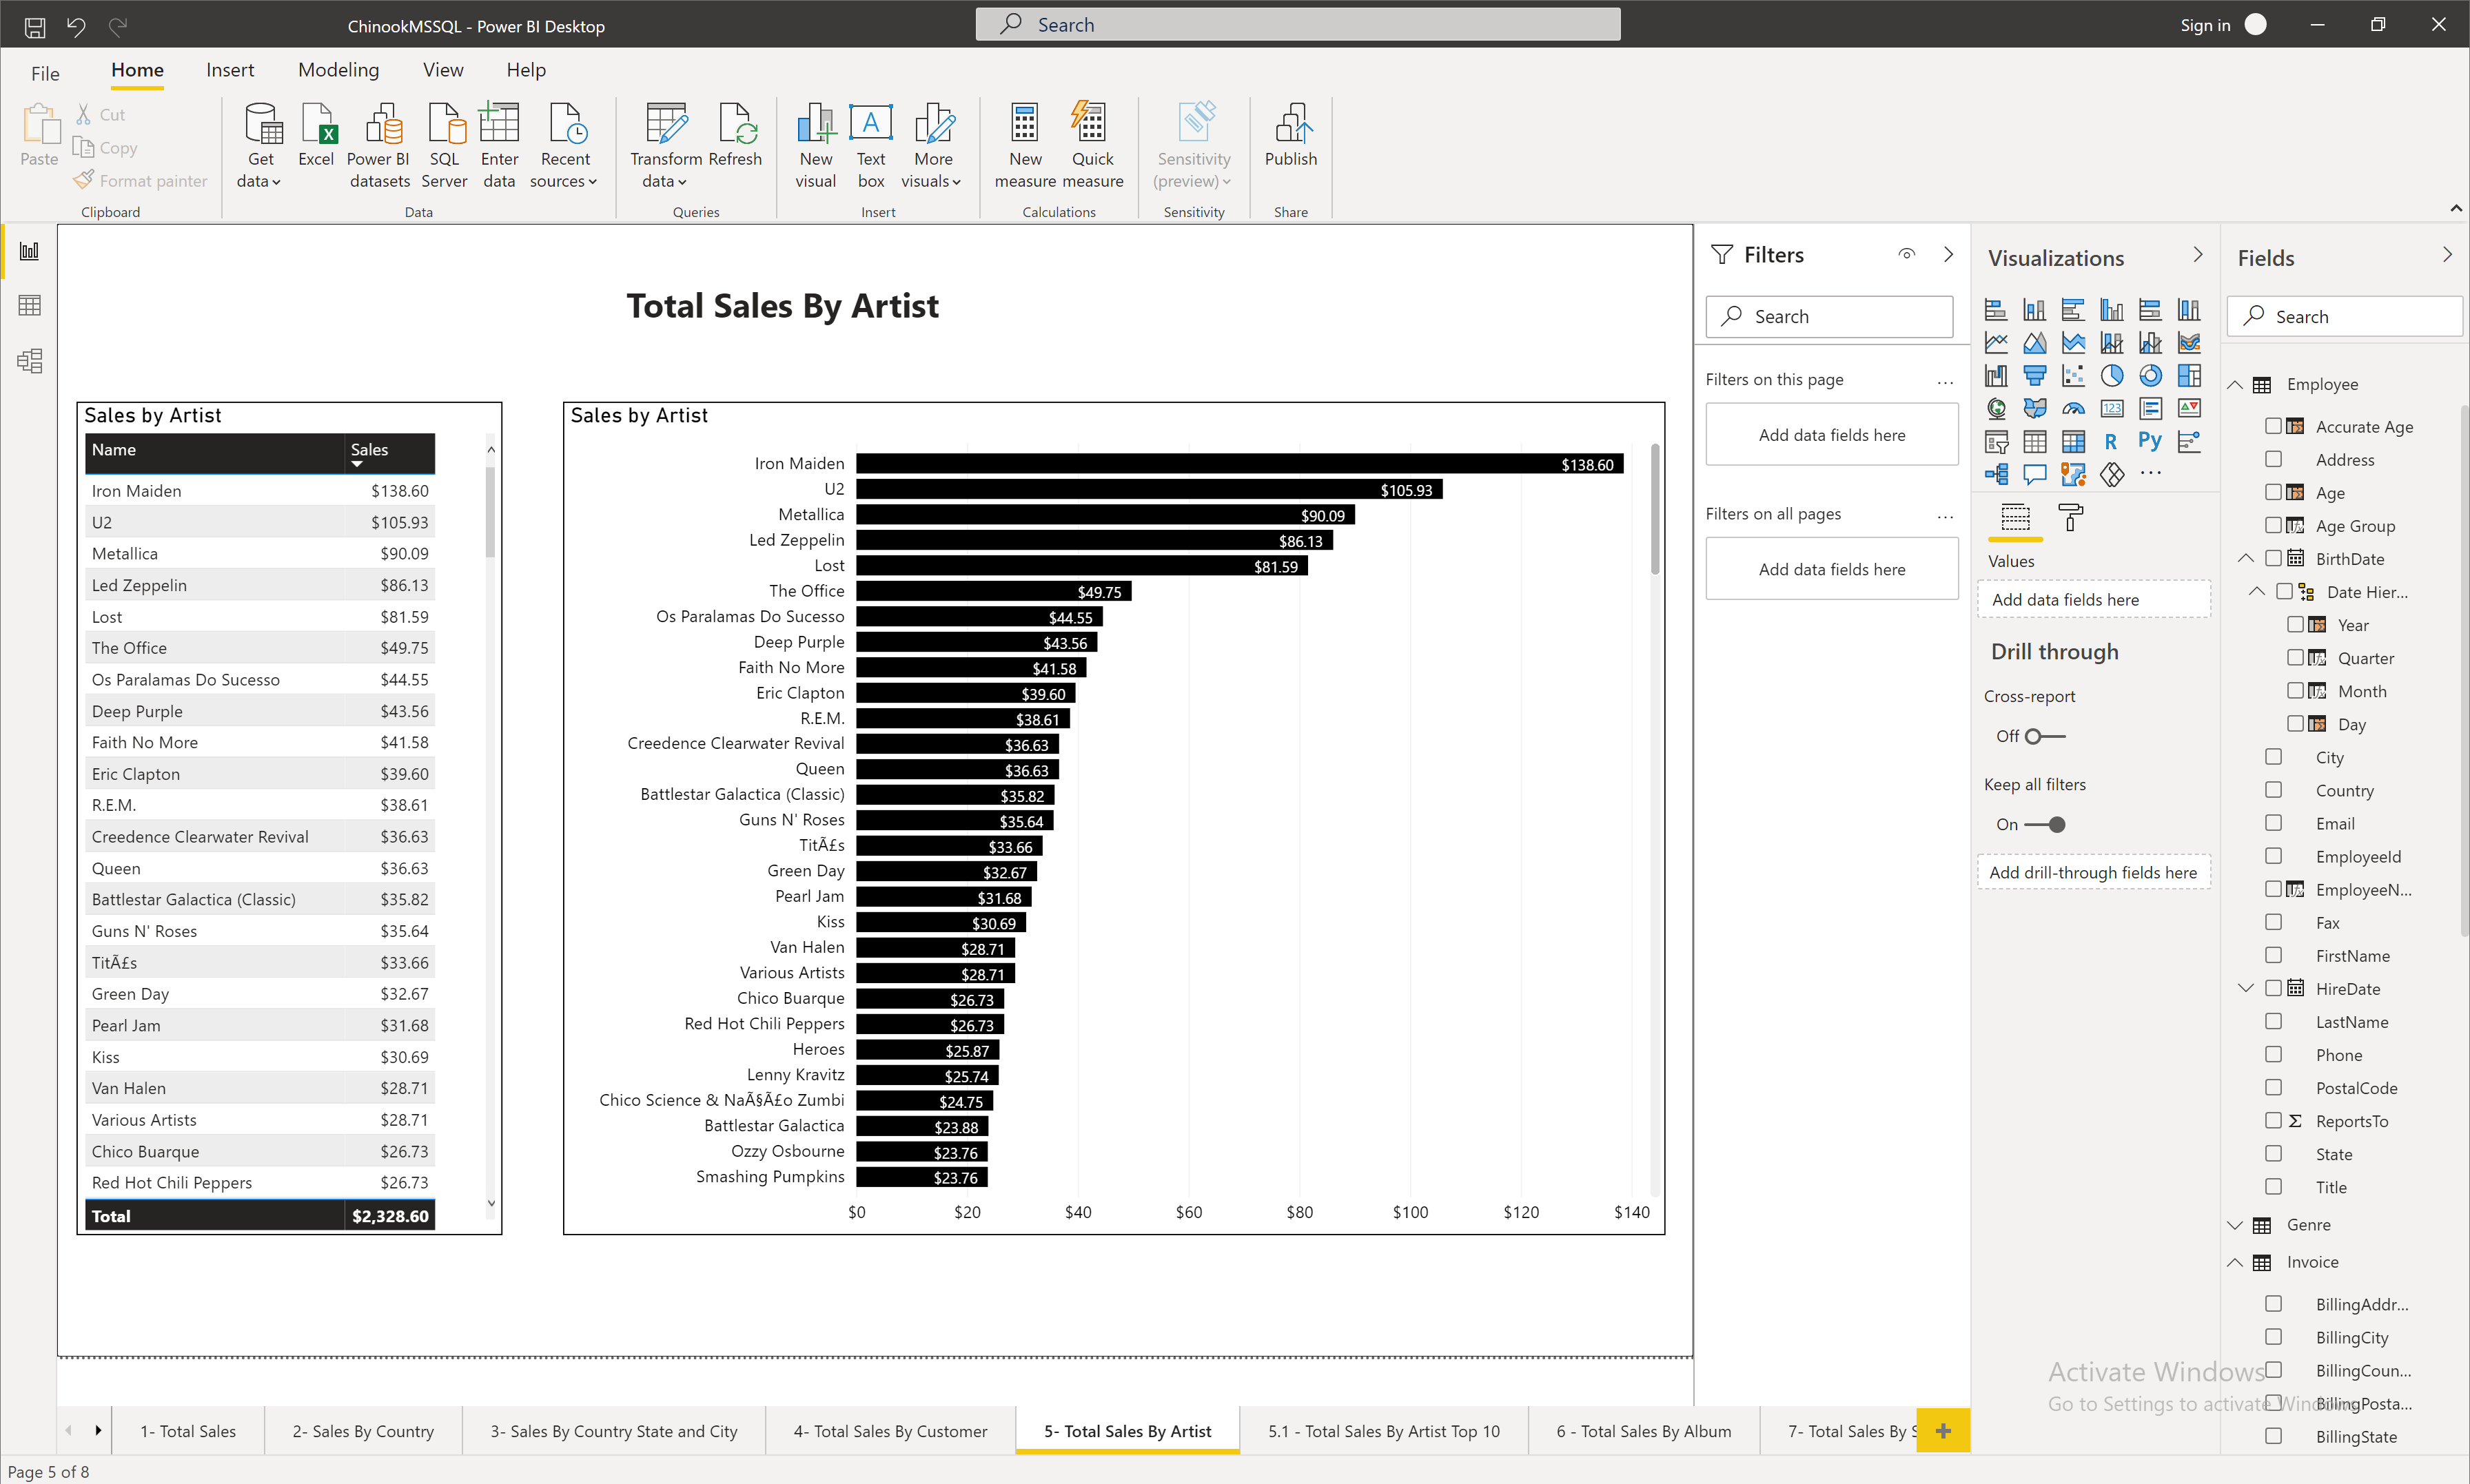 ChinookMSSQL - Power BI Desktop
Search
Sign in
File
Home
Insert
Modeling
View
Help
Paste
Cut
Copy
Format painter
Clipboard
Get data
Excel
Power BI datasets
SQL Server
Enter data
Recent sources
Data
Transform data
Refresh
Queries
New visual
A
Text box
More visuals
Insert
New measure
Quick measure
Calculations
Sensitivity (preview)
Sensitivity
Publish
Share
Total Sales By Artist
Sales by Artist
Name Sales
Iron Maiden $138.60
U2 $105.93
Metallica $90.09
Led Zeppelin $86.13
Lost $81.59
The Office $49.75
Os Paralamas Do Sucesso $44.55
Deep Purple $43.56
Faith No More $41.58
Eric Clapton $39.60
R.E.M. $38.61
Creedence Clearwater Revival $36.63
Queen $36.63
Battlestar Galactica (Classic) $35.82
Guns N' Roses $35.64
TitÃ£s $33.66
Green Day $32.67
Pearl Jam $31.68
Kiss $30.69
Van Halen $28.71
Various Artists $28.71
Chico Buarque $26.73
Red Hot Chili Peppers $26.73
Total $2,328.60
Sales by Artist
Iron Maiden $138.60
U2 $105.93
Metallica $90.09
Led Zeppelin $86.13
Lost $81.59
The Office $49.75
Os Paralamas Do Sucesso $44.55
Deep Purple $43.56
Faith No More $41.58
Eric Clapton $39.60
R.E.M. $38.61
Creedence Clearwater Revival $36.63
Queen $36.63
Battlestar Galactica (Classic) $35.82
Guns N' Roses $35.64
TitÃ£s $33.66
Green Day $32.67
Pearl Jam $31.68
Kiss $30.69
Van Halen $28.71
Various Artists $28.71
Chico Buarque $26.73
Red Hot Chili Peppers $26.73
Heroes $25.87
Lenny Kravitz $25.74
Chico Science & NaÃ§Ã£o Zumbi $24.75
Battlestar Galactica $23.88
Ozzy Osbourne $23.76
Smashing Pumpkins $23.76
$0 $20 $40 $60 $80 $100 $120 $140
Filters
Search
Filters on this page ...
Add data fields here
Filters on all pages ...
Add data fields here
Visualizations
123
R Py
...
Values
Add data fields here
Drill through
Cross-report
Off
Keep all filters
On
Add drill-through fields here
Fields
Search
Employee
Accurate Age
Address
Age
Age Group
BirthDate
Date Hier...
Year
Quarter
Month
Day
City
Country
Email
EmployeeId
EmployeeN...
Fax
FirstName
HireDate
LastName
Phone
PostalCode
Σ ReportsTo
State
Title
Genre
Invoice
BillingAddr...
BillingCity
BillingCoun...
BillingPosta...
BillingState
Activate Windows
Go to Settings to activate Windows.
1- Total Sales
2- Sales By Country
3- Sales By Country State and City
4- Total Sales By Customer
5- Total Sales By Artist
5.1 - Total Sales By Artist Top 10
6 - Total Sales By Album
7- Total Sales By S
+
Page 5 of 8